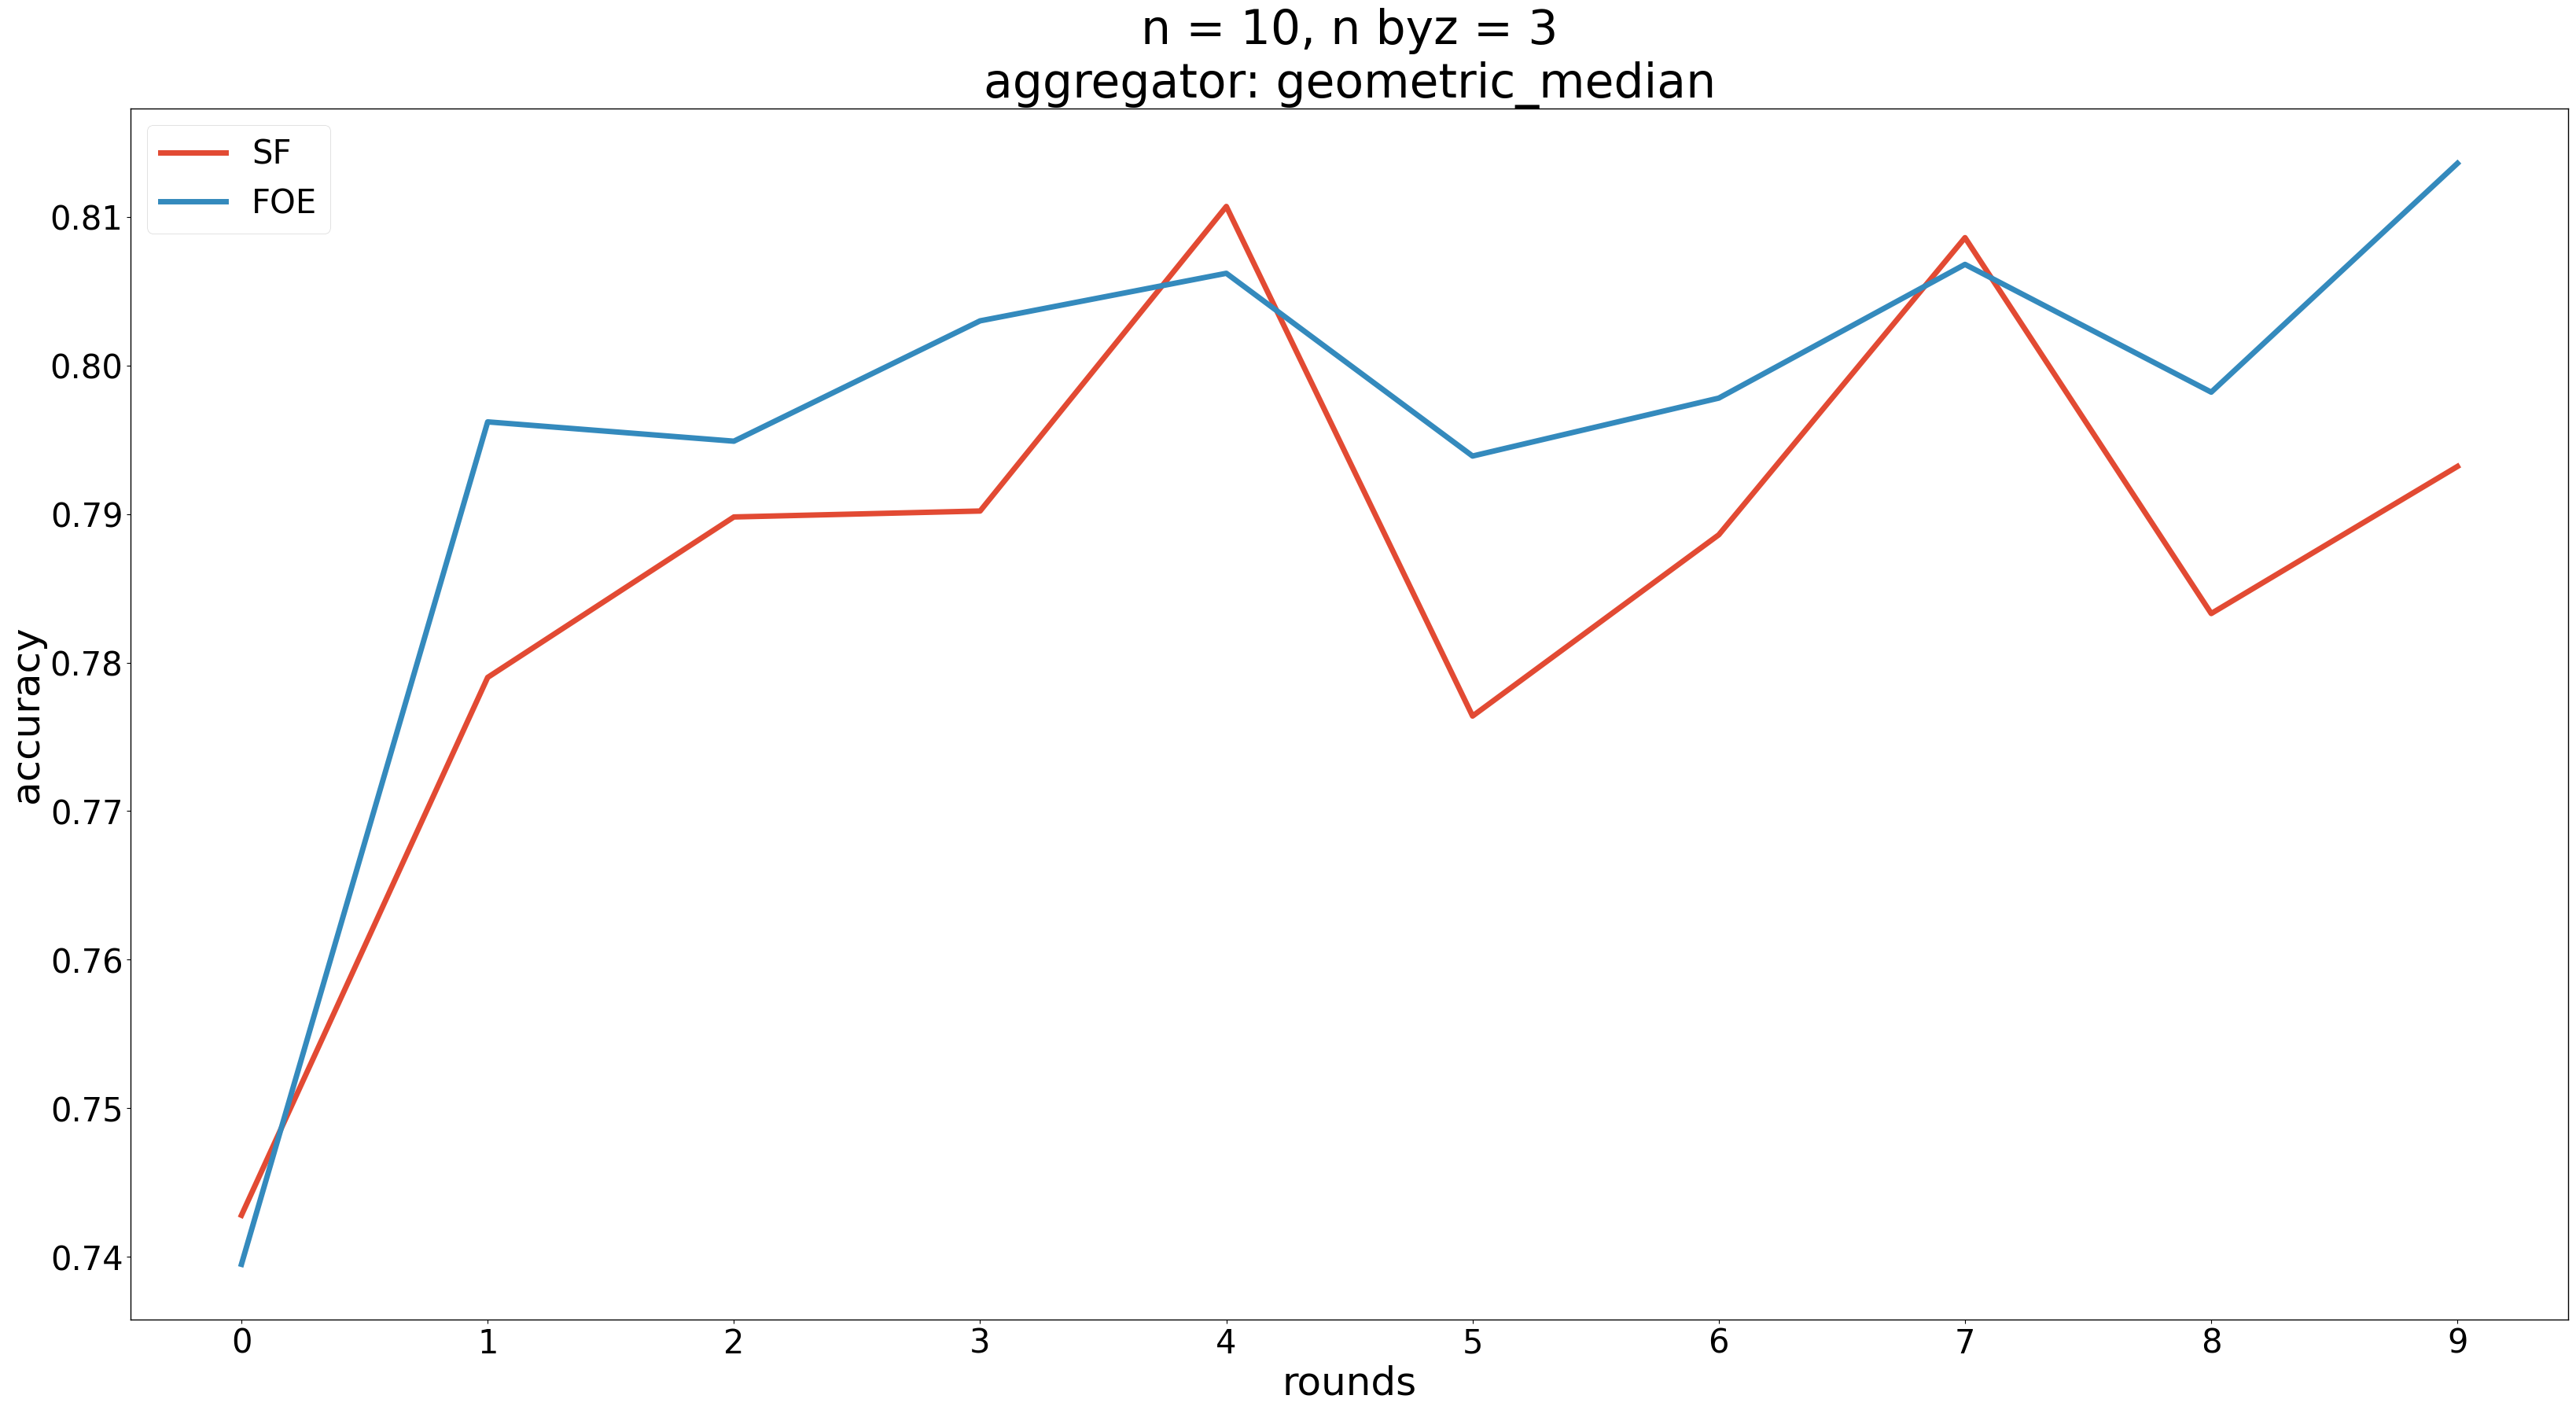 n = 10, n byz = 3
aggregator: geometric_median
SF
FOE
0.81
0.80
0.79
0.78
0.77
0.76
0.75
0.74
accuracy
0 1 2 3 4 5 6 7 8 9
rounds